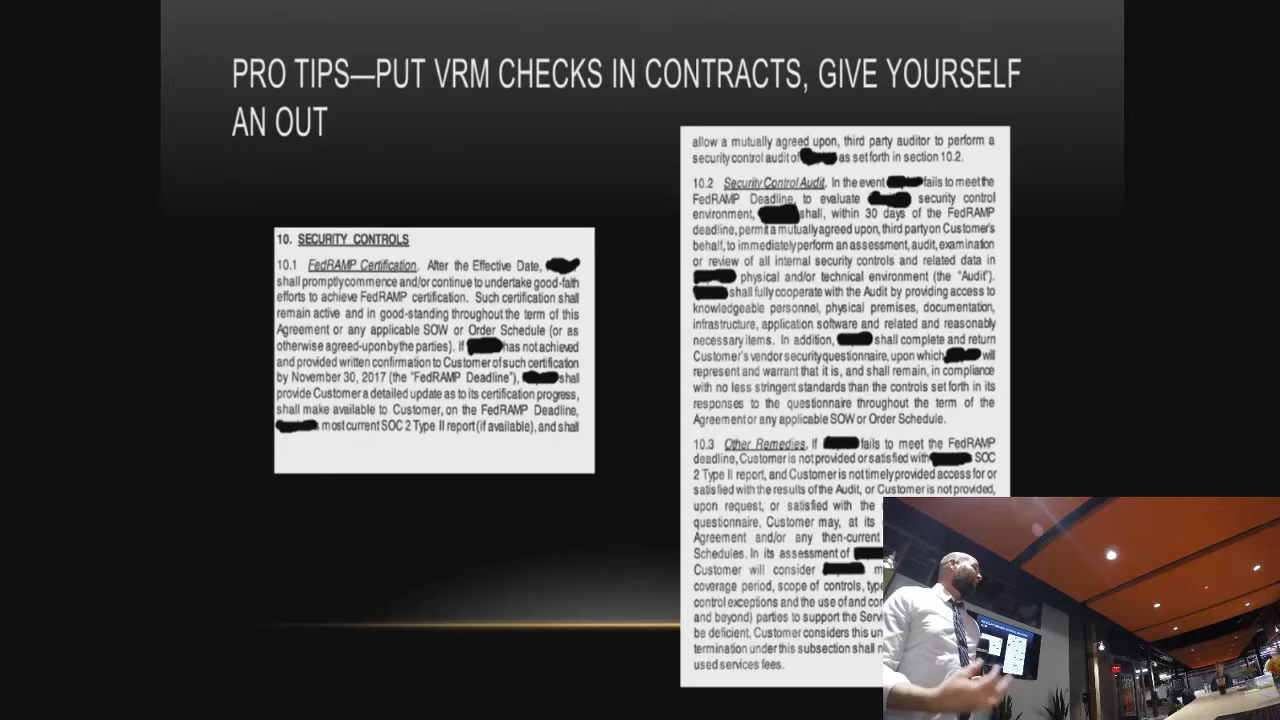 PRO TIPS—PUT VRM CHECKS IN CONTRACTS, GIVE YOURSELF
AN OUT
10. SECURITY CONTROLS
10.1 FedRAMP Certification. After the Effective Date,
shall promptly commence and/or continue to undertake good-faith
efforts to achieve FedRAMP certification. Such certification shall
remain active and in good-standing throughout the term of this
Agreement or any applicable SOW or Order Schedule (or as
otherwise agreed-upon by the parties). If has not achieved
and provided written confirmation to Customer of such certification
by November 30, 2017 (the "FedRAMP Deadline"), shall
provide Customer a detailed update as to its certification progress,
shall make available to Customer, on the FedRAMP Deadline,
most current SOC 2 Type II report (if available), and shall
allow a mutually agreed upon, third party auditor to perform a
security control audit of as set forth in section 10.2.
10.2 Security Control Audit. In the event fails to meet the
FedRAMP Deadline, to evaluate security control
environment, shall, within 30 days of the FedRAMP
deadline, permit a mutually agreed upon, third party on Customer's
behalf, to immediately perform an assessment, audit, examination
or review of all internal security controls and related data in
physical and/or technical environment (the "Audit").
shall fully cooperate with the Audit by providing access to
knowledgeable personnel, physical premises, documentation,
infrastructure, application software and related and reasonably
necessary items. In addition, shall complete and return
Customer's vendor security questionnaire, upon which will
represent and warrant that it is, and shall remain, in compliance
with no less stringent standards than the controls set forth in its
responses to the questionnaire throughout the term of the
Agreement or any applicable SOW or Order Schedule.
10.3 Other Remedies. If fails to meet the FedRAMP
deadline, Customer is not provided or satisfied with SOC
2 Type II report, and Customer is not timely provided access for or
satisfied with the results of the Audit, or Customer is not provided,
upon request, or satisfied with the
questionnaire, Customer may, at its
Agreement and/or any then-current
Schedules. In its assessment of
Customer will consider
coverage period, scope of controls,
control exceptions and the use of and
and beyond) parties to support the
be deficient, Customer considers this
termination under this subsection shall
used services fees.